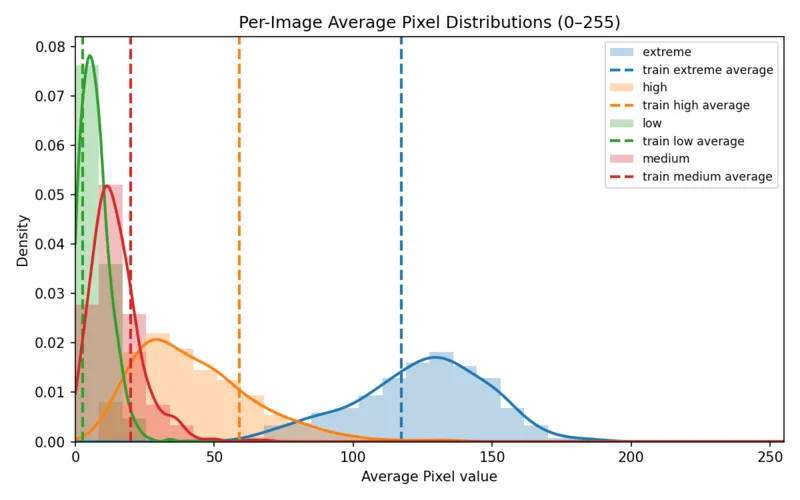 Per-Image Average Pixel Distributions (0–255)
0.08
0.07
0.06
0.05
0.04
0.03
0.02
0.01
0.00
Density
extreme
train extreme average
high
train high average
low
train low average
medium
train medium average
0 50 100 150 200 250
Average Pixel value